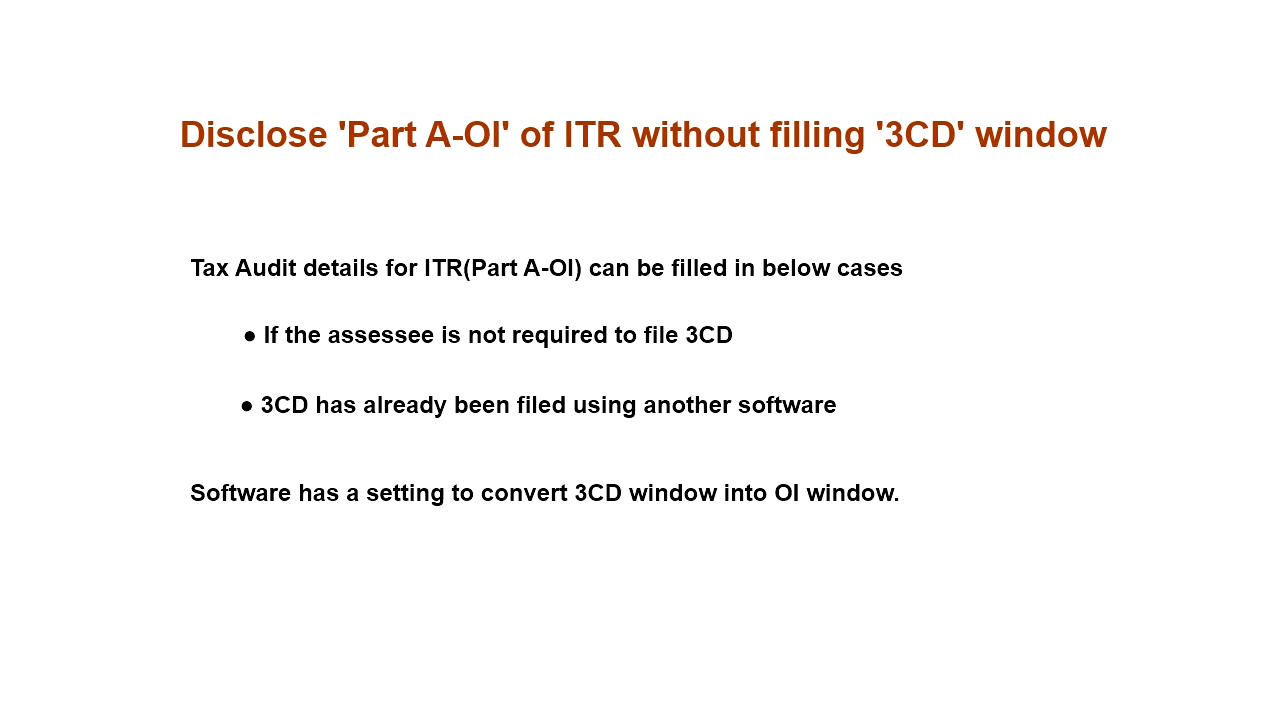 Disclose 'Part A-OI' of ITR without filling '3CD' window
Tax Audit details for ITR(Part A-OI) can be filled in below cases
● If the assessee is not required to file 3CD
● 3CD has already been filed using another software
Software has a setting to convert 3CD window into OI window.